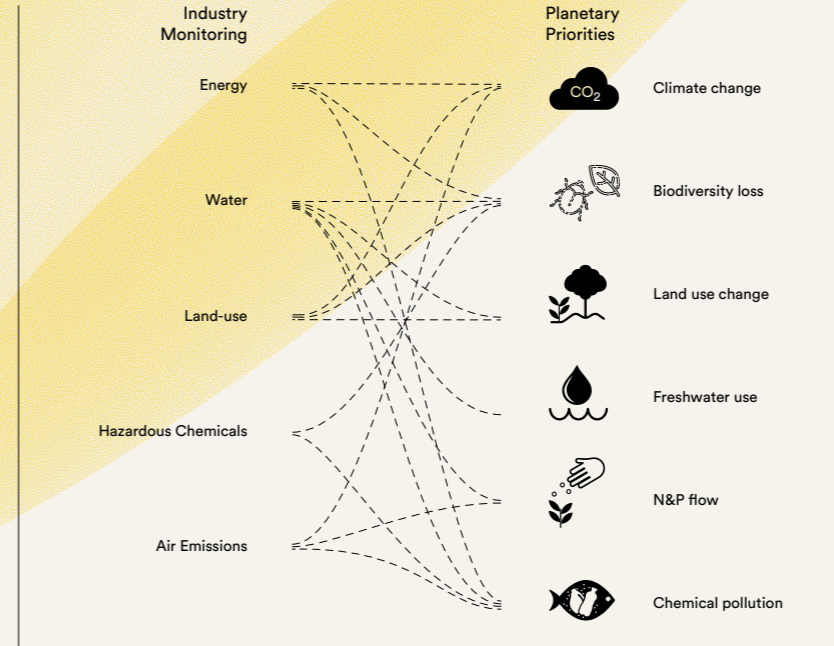 Industry
Monitoring
Planetary
Priorities
Energy
CO₂
Climate change
Water
Biodiversity loss
Land-use
Land use change
Freshwater use
Hazardous Chemicals
N&P flow
Air Emissions
Chemical pollution